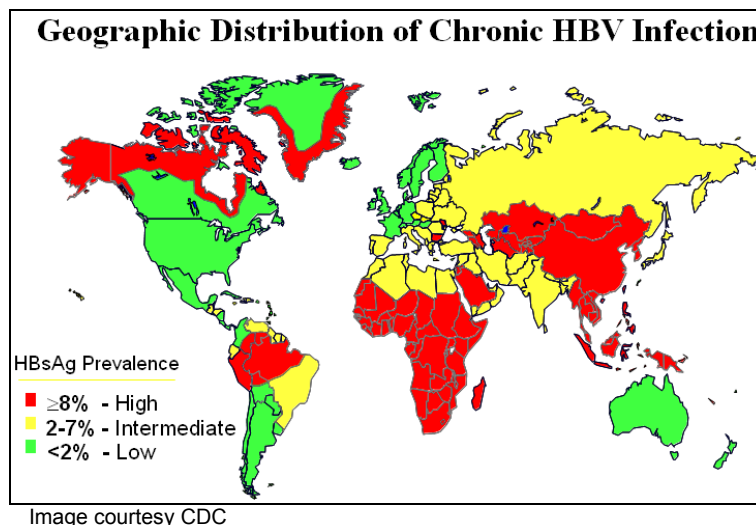 Geographic Distribution of Chronic HBV Infection
HBsAg Prevalence
≥8% - High
2-7% - Intermediate
<2% - Low
Image courtesy CDC